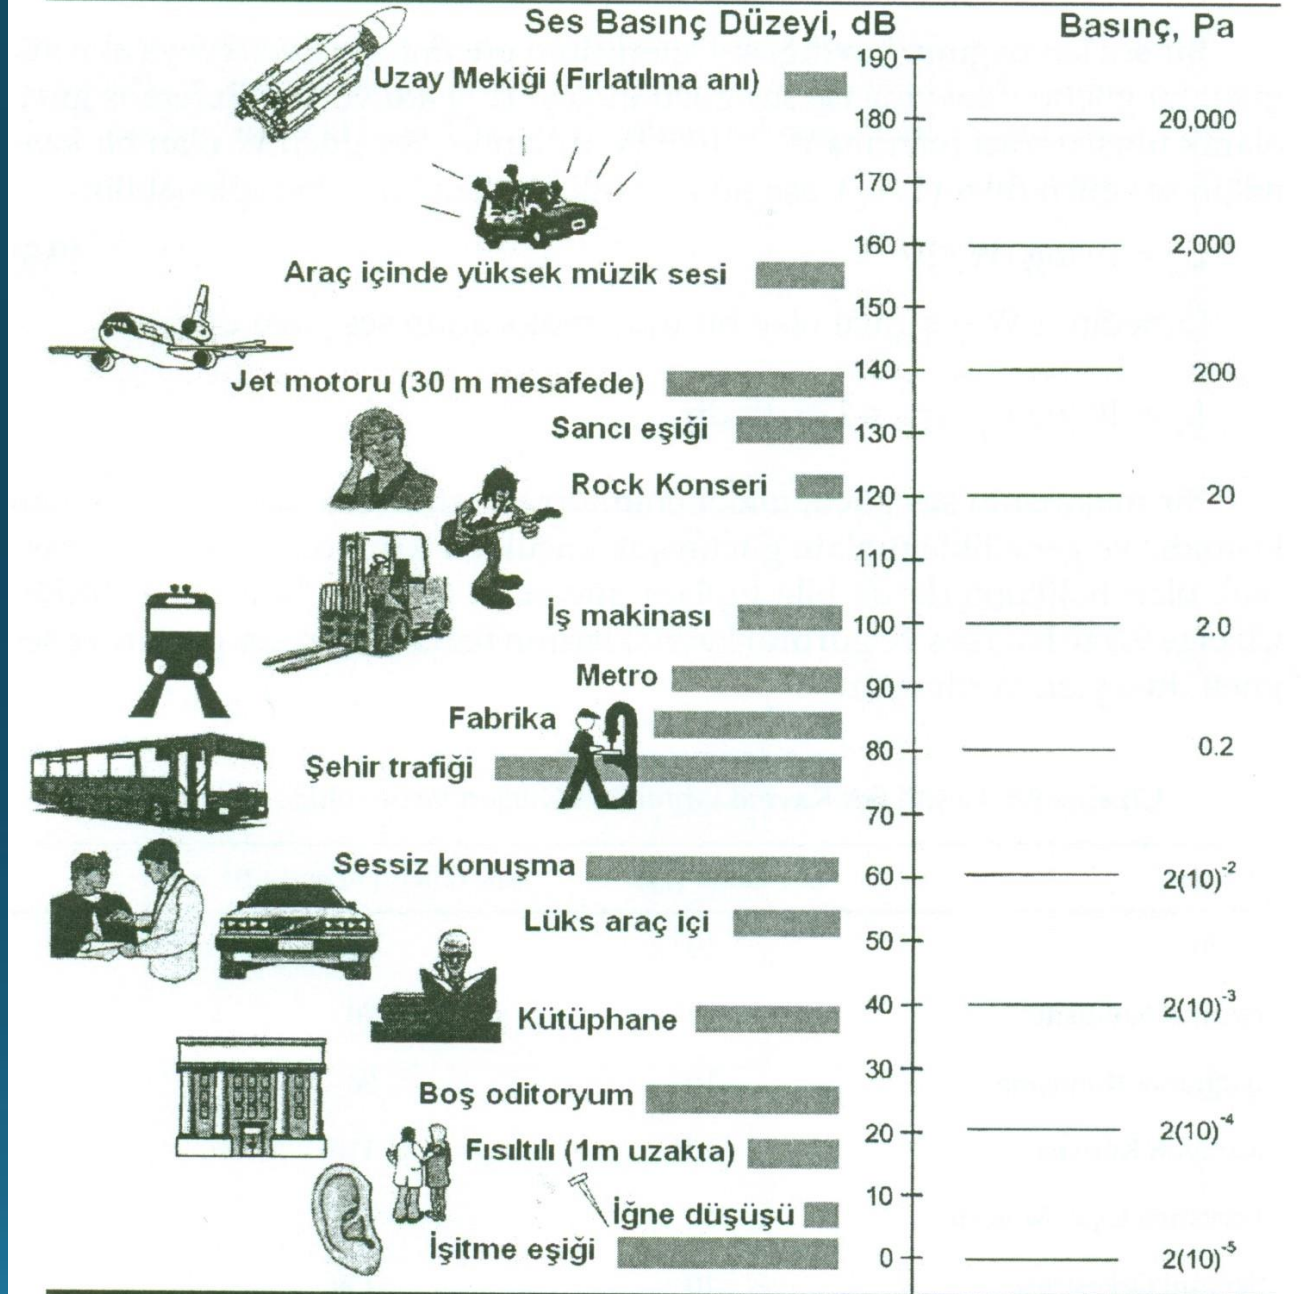 Ses Basınç Düzeyi, dB
Basınç, Pa
190
Uzay Mekiği (Fırlatılma anı)
180
20,000
170
160
2,000
Araç içinde yüksek müzik sesi
150
140
200
Jet motoru (30 m mesafede)
Sancı eşiği
130
Rock Konseri
120
20
110
İş makinası
100
2.0
Metro
90
Fabrika
80
0.2
Şehir trafiği
70
Sessiz konuşma
60
2(10)⁻²
Lüks araç içi
50
40
2(10)⁻³
Kütüphane
30
Boş oditoryum
20
2(10)⁻⁴
Fısıltılı (1m uzakta)
10
İğne düşüşü
İşitme eşiği
0
2(10)⁻⁵